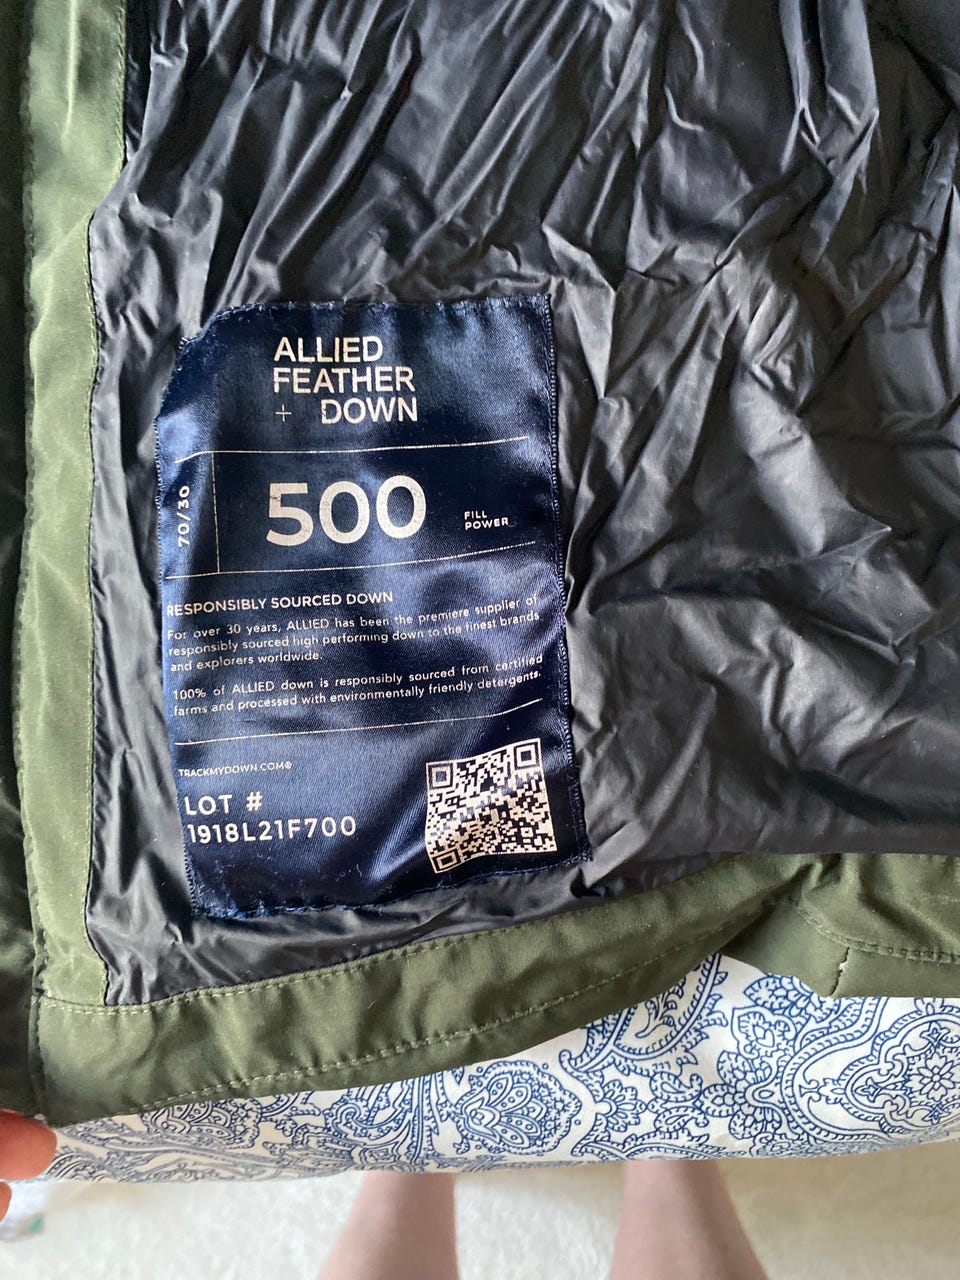 ALLIED
FEATHER
+ DOWN
70/30
500
FILL
POWER
RESPONSIBLY SOURCED DOWN
For over 30 years, ALLIED has been the premiere supplier of
responsibly sourced high performing down to the finest brands
and explorers worldwide.
100% of ALLIED down is responsibly sourced from certified
farms and processed with environmentally friendly detergents.
TRACKMYDOWN.COM®
LOT #
1918L21F700